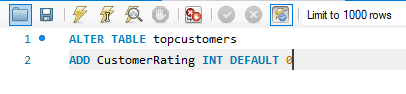 Limit to 1000 rows
1 ALTER TABLE topcustomers
2 ADD CustomerRating INT DEFAULT 0